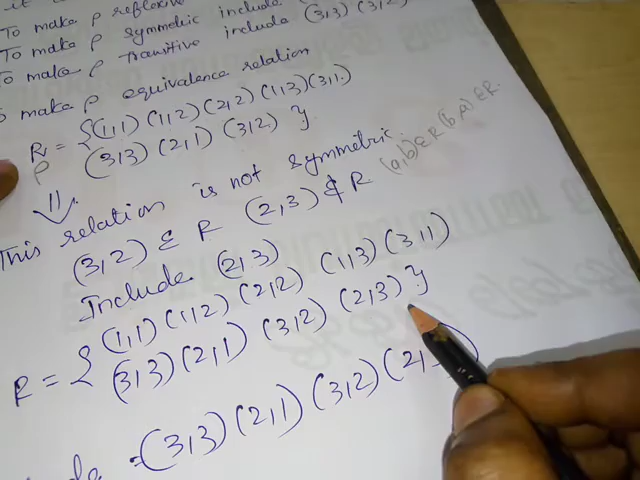 To make ρ reflexive
To make ρ symmetric include (3,3) (3,2)
To make ρ transitive include
make ρ equivalence relation
R = {(1,1) (1,2) (2,2) (1,3) (3,1)
ρ (3,3) (2,1) (3,2) }
This relation is not symmetric (a,b) ∈ R (b,a) ∈ R.
(3,2) ∈ R (2,3) ∉ R
Include (2,3)
R = { (1,1) (1,2) (2,2) (1,3) (3,1)
(3,3) (2,1) (3,2) (2,3) }
(3,3) (2,1) (3,2)